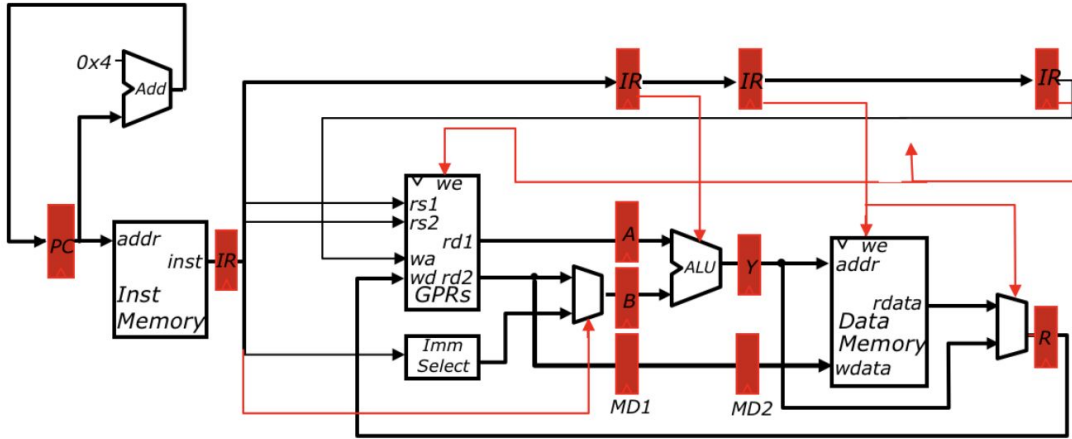 0x4
Add
IR
IR
IR
we
rs1
rs2
PC
addr
inst
IR
rd1
A
we
wa
ALU
Y
addr
wd rd2
GPRs
B
Inst
Memory
rdata
Data
Memory
R
Imm
Select
wdata
MD1
MD2